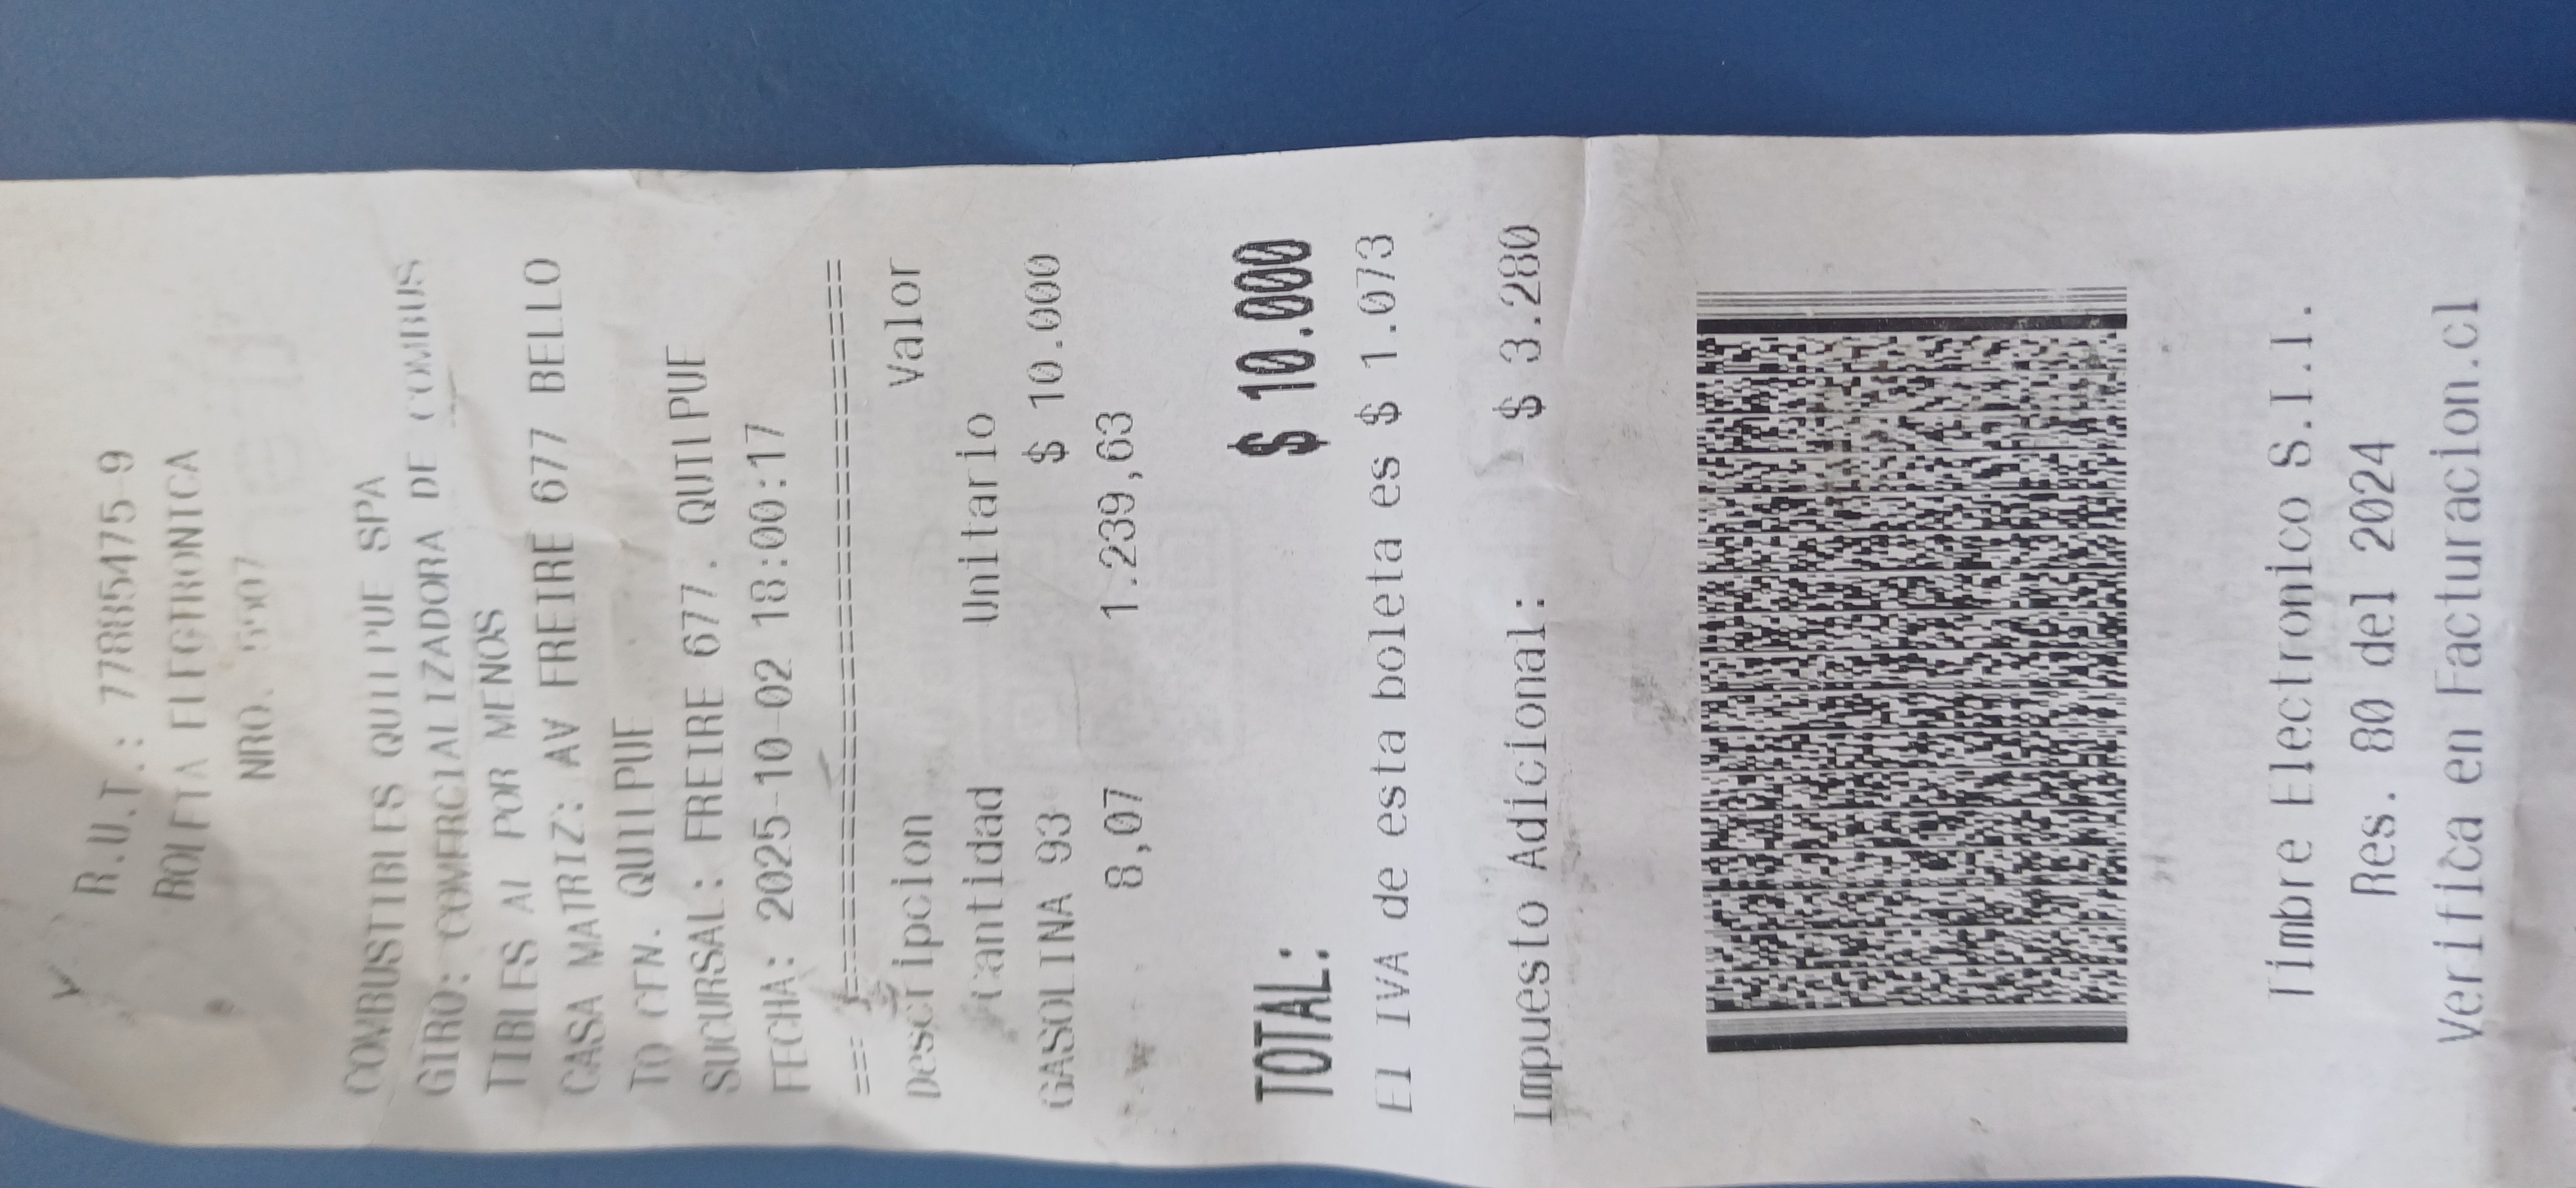 R.U.T.: 77885475-9
BOLETA ELECTRONICA
NRO.
COMBUSTIBLES QUILPUE SPA
GIRO: COMERCIALIZADORA DE COMBUS
TIBLES AL POR MENOS
CASA MATRIZ: AV FREIRE 677 BELLO
TO CEN. QUILPUE
SUCURSAL: FREIRE 677. QUILPUE
FECHA: 2025-10-02 18:00:17
================================
Descripcion Valor
Cantidad Unitario
GASOLINA 93 $ 10.000
8,07 1.239,63
TOTAL: $ 10.000
El IVA de esta boleta es $ 1.073
Impuesto Adicional: $ 3.280
Timbre Electronico S.I.I.
Res. 80 del 2024
Verifica en Facturacion.cl